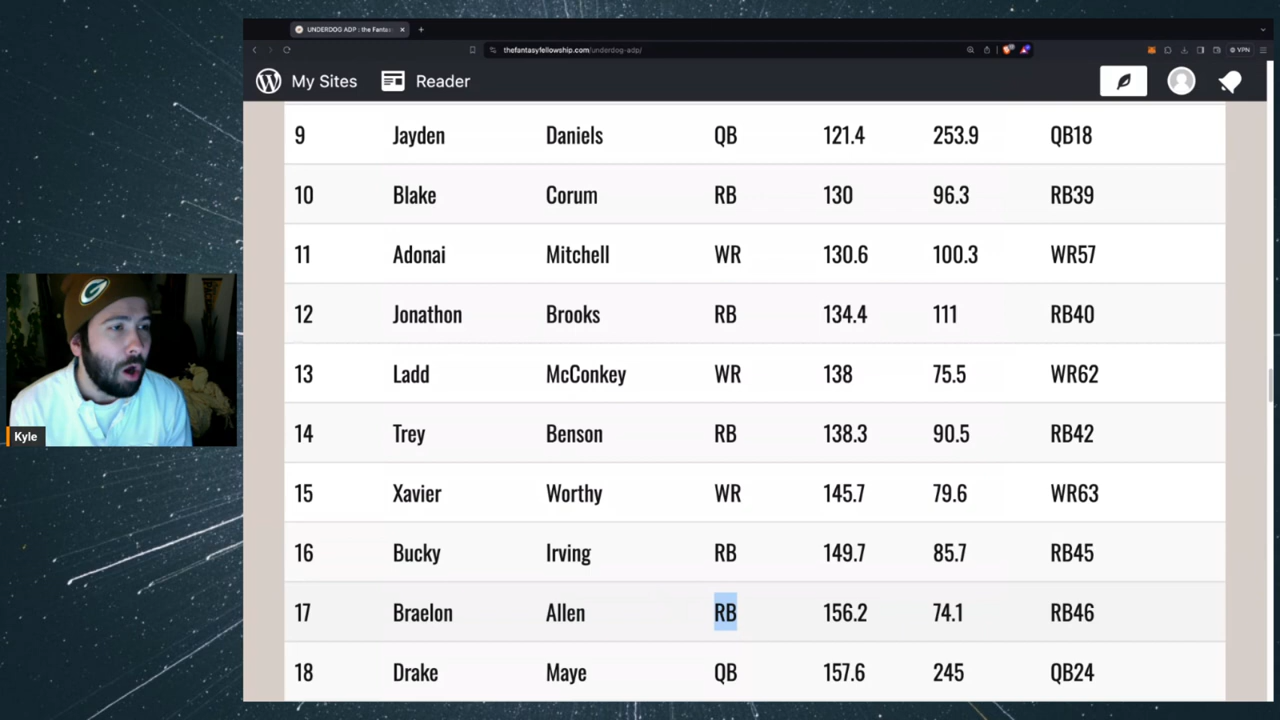 UNDERDOG ADP : the Fantas
thefantasyfellowship.com/underdog-adp/
VPN
My Sites Reader
9 Jayden Daniels QB 121.4 253.9 QB18
10 Blake Corum RB 130 96.3 RB39
11 Adonai Mitchell WR 130.6 100.3 WR57
12 Jonathon Brooks RB 134.4 111 RB40
13 Ladd McConkey WR 138 75.5 WR62
14 Trey Benson RB 138.3 90.5 RB42
15 Xavier Worthy WR 145.7 79.6 WR63
16 Bucky Irving RB 149.7 85.7 RB45
17 Braelon Allen RB 156.2 74.1 RB46
18 Drake Maye QB 157.6 245 QB24
Kyle